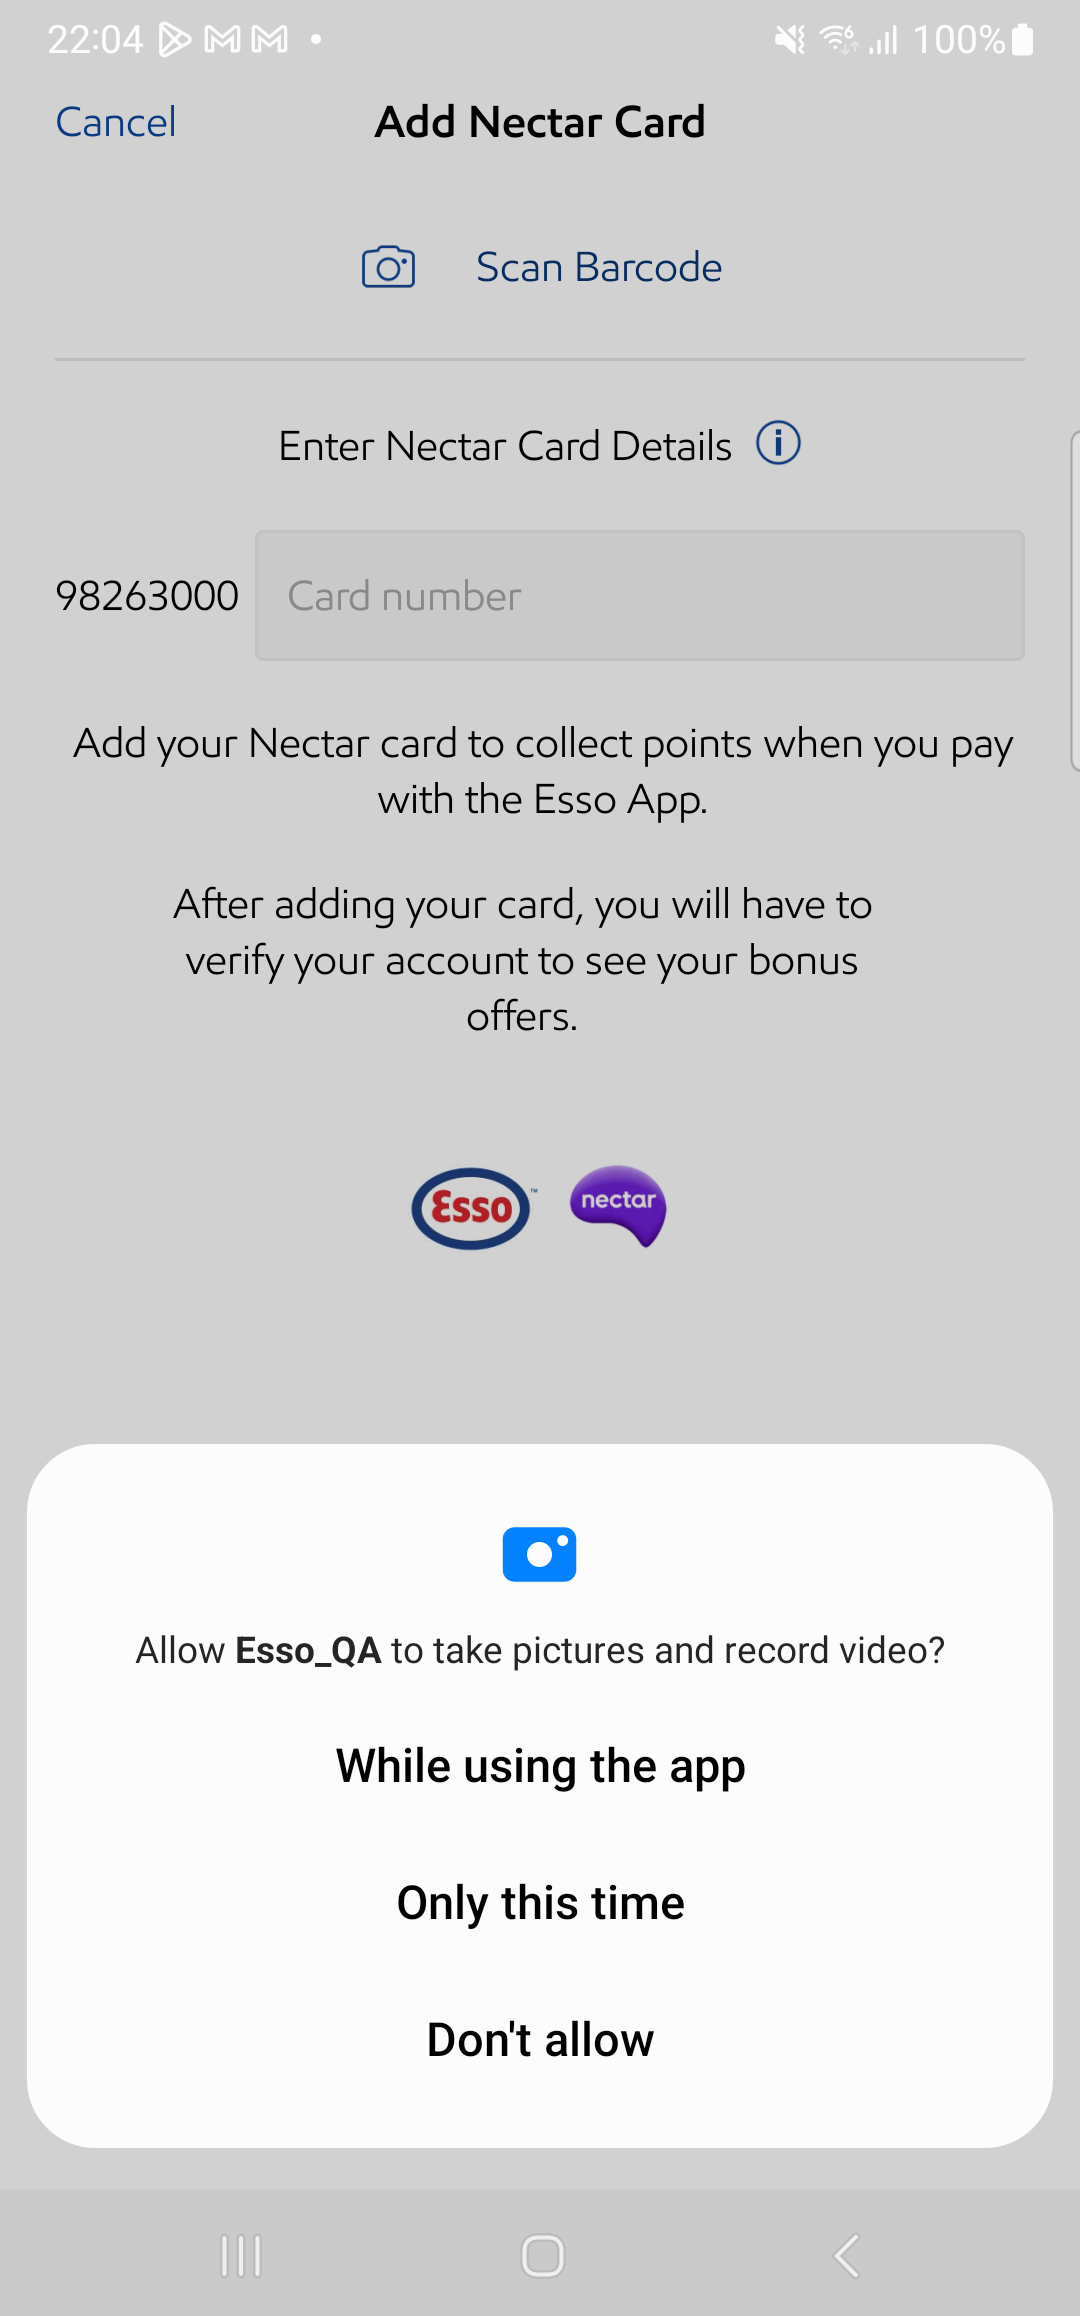 22:04
100%
Cancel
Add Nectar Card
Scan Barcode
Enter Nectar Card Details
98263000
Card number
Add your Nectar card to collect points when you pay
with the Esso App.
After adding your card, you will have to
verify your account to see your bonus
offers.
Esso
TM
nectar
Allow Esso_QA to take pictures and record video?
While using the app
Only this time
Don't allow